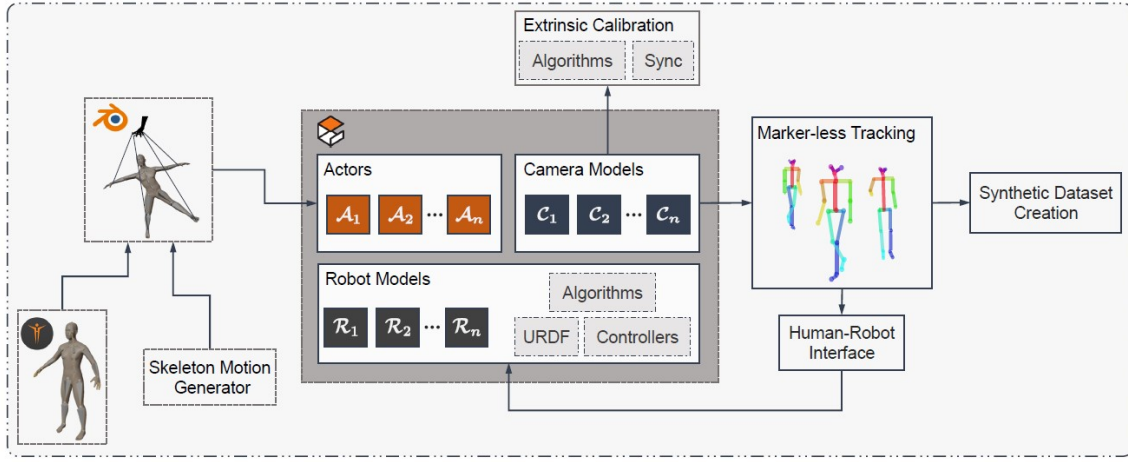 Extrinsic Calibration
Algorithms Sync
Actors
𝒜₁ 𝒜₂ ... 𝒜ₙ
Camera Models
𝒞₁ 𝒞₂ ... 𝒞ₙ
Marker-less Tracking
Synthetic Dataset
Creation
Robot Models
ℛ₁ ℛ₂ ... ℛₙ
Algorithms
URDF Controllers
Human-Robot
Interface
Skeleton Motion
Generator